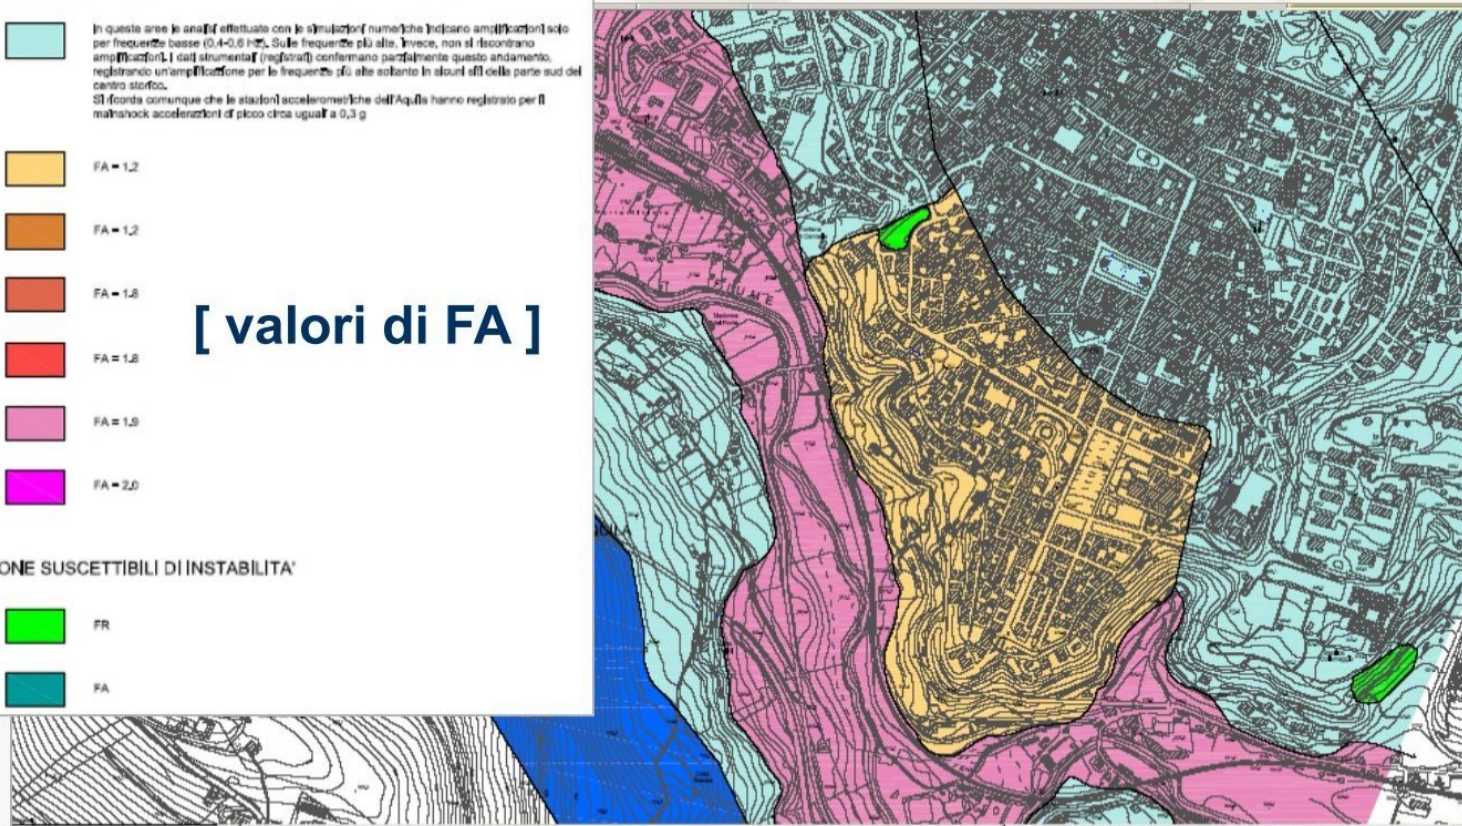 In queste aree le analisi effettuate con le simulazioni numeriche indicano amplificazioni solo
per frequenze basse (0,4-0,6 Hz). Sulle frequenze più alte, invece, non si riscontrano
amplificazioni. I dati strumentali (registrati) confermano parzialmente questo andamento,
registrando un'amplificazione per le frequenze più alte soltanto in alcuni siti della parte sud del
centro storico.
Si ricorda comunque che le stazioni accelerometriche dell'Aquila hanno registrato per il
mainshock accelerazioni di picco circa uguali a 0,3 g
FA = 1.2
FA = 1.2
FA = 1.8
FA = 1.8
FA = 1.9
FA = 2.0
[ valori di FA ]
ONE SUSCETTIBILI DI INSTABILITA'
FR
FA
FIUME
Madonna